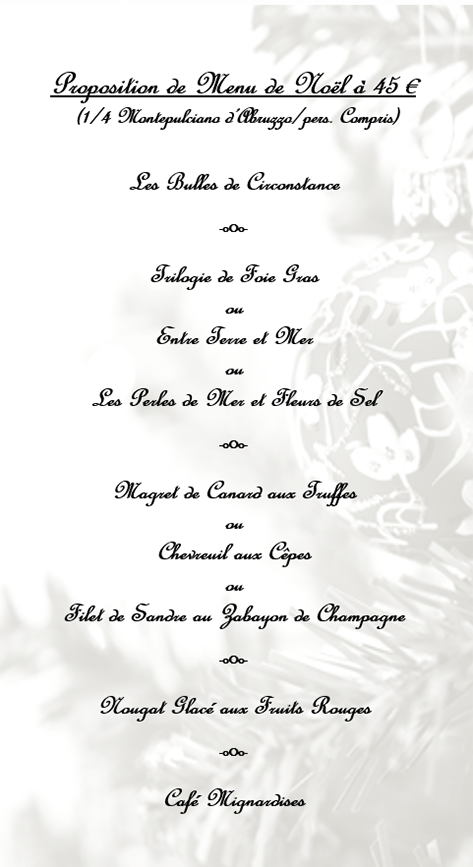 Proposition de Menu de Noël à 45 €
(1/4 Montepulciano d'Abruzzo/pers. Compris)
Les Bulles de Circonstance
-oOo-
Trilogie de Foie Gras
ou
Entre Terre et Mer
ou
Les Perles de Mer et Fleurs de Sel
-oOo-
Magret de Canard aux Truffes
ou
Chevreuil aux Cêpes
ou
Filet de Sandre au Zabayon de Champagne
-oOo-
Nougat Glacé aux Fruits Rouges
-oOo-
Café Mignardises